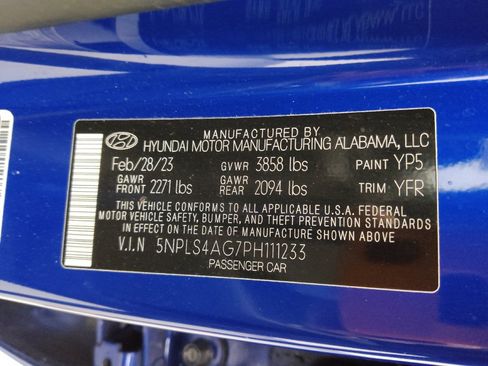 MANUFACTURED BY
HYUNDAI MOTOR MANUFACTURING ALABAMA, LLC
Feb/28/23 GVWR 3858 lbs PAINT YP5
GAWR FRONT 2271 lbs GAWR REAR 2094 lbs TRIM YFR
THIS VEHICLE CONFORMS TO ALL APPLICABLE U.S.A. FEDERAL
MOTOR VEHICLE SAFETY, BUMPER, AND THEFT PREVENTION STANDARDS
IN EFFECT ON THE DATE OF MANUFACTURE SHOWN ABOVE
V.I.N 5NPLS4AG7PH111233
PASSENGER CAR